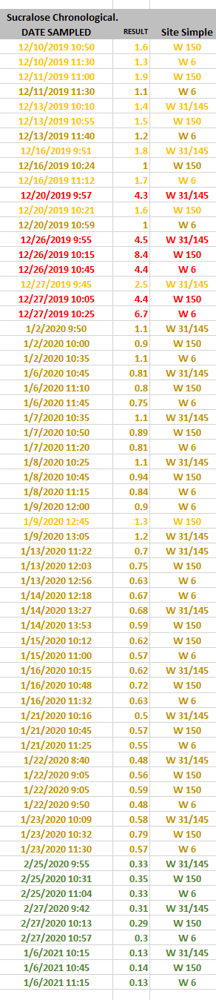 Sucralose Chronological.
DATE SAMPLED RESULT Site Simple
12/10/2019 10:50 1.6 W 150
12/10/2019 11:30 1.3 W 6
12/11/2019 11:00 1.9 W 150
12/11/2019 11:30 1.1 W 6
12/13/2019 10:10 1.4 W 31/145
12/13/2019 10:55 1.5 W 150
12/13/2019 11:40 1.2 W 6
12/16/2019 9:51 1.8 W 31/145
12/16/2019 10:24 1 W 150
12/16/2019 11:12 1.7 W 6
12/20/2019 9:57 4.3 W 31/145
12/20/2019 10:21 1.6 W 150
12/20/2019 10:59 1 W 6
12/26/2019 9:55 4.5 W 31/145
12/26/2019 10:15 8.4 W 150
12/26/2019 10:45 4.4 W 6
12/27/2019 9:45 2.5 W 31/145
12/27/2019 10:05 4.4 W 150
12/27/2019 10:25 6.7 W 6
1/2/2020 9:50 1.1 W 31/145
1/2/2020 10:00 0.9 W 150
1/2/2020 10:35 1.1 W 6
1/6/2020 10:45 0.81 W 31/145
1/6/2020 11:10 0.8 W 150
1/6/2020 11:45 0.75 W 6
1/7/2020 10:35 1.1 W 31/145
1/7/2020 10:50 0.89 W 150
1/7/2020 11:20 0.81 W 6
1/8/2020 10:25 1.1 W 31/145
1/8/2020 10:45 0.94 W 150
1/8/2020 11:15 0.84 W 6
1/9/2020 12:00 0.9 W 6
1/9/2020 12:45 1.3 W 150
1/9/2020 13:05 1.2 W 31/145
1/13/2020 11:22 0.7 W 31/145
1/13/2020 12:03 0.75 W 150
1/13/2020 12:56 0.63 W 6
1/14/2020 12:18 0.67 W 6
1/14/2020 13:27 0.68 W 31/145
1/14/2020 13:53 0.59 W 150
1/15/2020 10:12 0.62 W 150
1/15/2020 11:00 0.57 W 6
1/16/2020 10:15 0.62 W 31/145
1/16/2020 10:48 0.72 W 150
1/16/2020 11:32 0.63 W 6
1/21/2020 10:16 0.5 W 31/145
1/21/2020 10:45 0.57 W 150
1/21/2020 11:25 0.55 W 6
1/22/2020 8:40 0.48 W 31/145
1/22/2020 9:05 0.56 W 150
1/22/2020 9:05 0.59 W 150
1/22/2020 9:50 0.48 W 6
1/23/2020 10:09 0.58 W 31/145
1/23/2020 10:32 0.79 W 150
1/23/2020 11:30 0.57 W 6
2/25/2020 9:55 0.33 W 31/145
2/25/2020 10:31 0.35 W 150
2/25/2020 11:04 0.33 W 6
2/27/2020 9:42 0.31 W 31/145
2/27/2020 10:13 0.29 W 150
2/27/2020 10:57 0.3 W 6
1/6/2021 10:15 0.13 W 31/145
1/6/2021 10:45 0.14 W 150
1/6/2021 11:15 0.13 W 6